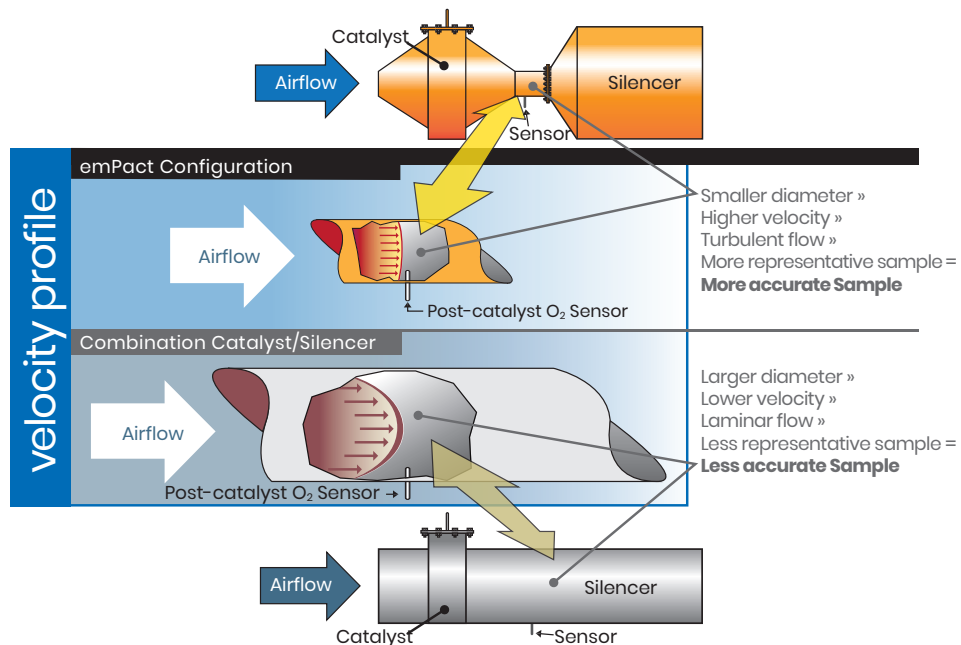 Catalyst
Airflow
Silencer
Sensor
velocity profile
emPact Configuration
Airflow
Post-catalyst O₂ Sensor
Smaller diameter »
Higher velocity »
Turbulent flow »
More representative sample =
More accurate Sample
Combination Catalyst/Silencer
Airflow
Post-catalyst O₂ Sensor
Larger diameter »
Lower velocity »
Laminar flow »
Less representative sample =
Less accurate Sample
Airflow
Silencer
Catalyst
Sensor